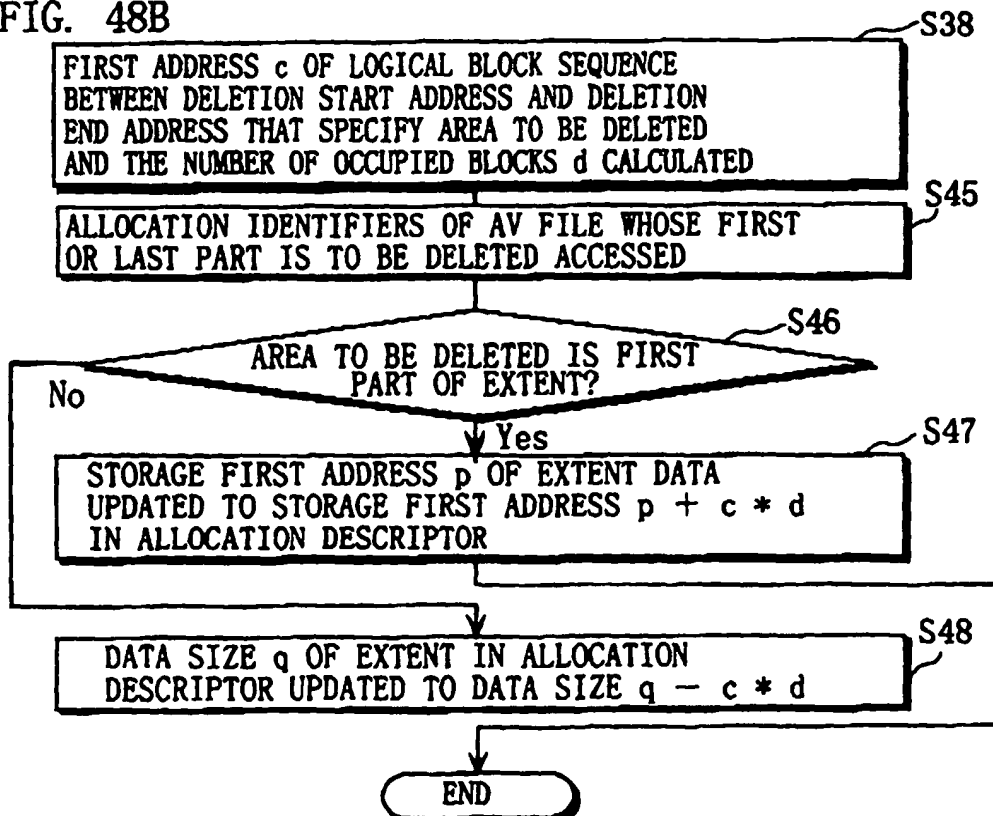 FIG. 48B
S38
FIRST ADDRESS c OF LOGICAL BLOCK SEQUENCE
BETWEEN DELETION START ADDRESS AND DELETION
END ADDRESS THAT SPECIFY AREA TO BE DELETED
AND THE NUMBER OF OCCUPIED BLOCKS d CALCULATED
S45
ALLOCATION IDENTIFIERS OF AV FILE WHOSE FIRST
OR LAST PART IS TO BE DELETED ACCESSED
S46
AREA TO BE DELETED IS FIRST
PART OF EXTENT?
No
Yes
S47
STORAGE FIRST ADDRESS p OF EXTENT DATA
UPDATED TO STORAGE FIRST ADDRESS p + c * d
IN ALLOCATION DESCRIPTOR
S48
DATA SIZE q OF EXTENT IN ALLOCATION
DESCRIPTOR UPDATED TO DATA SIZE q - c * d
END